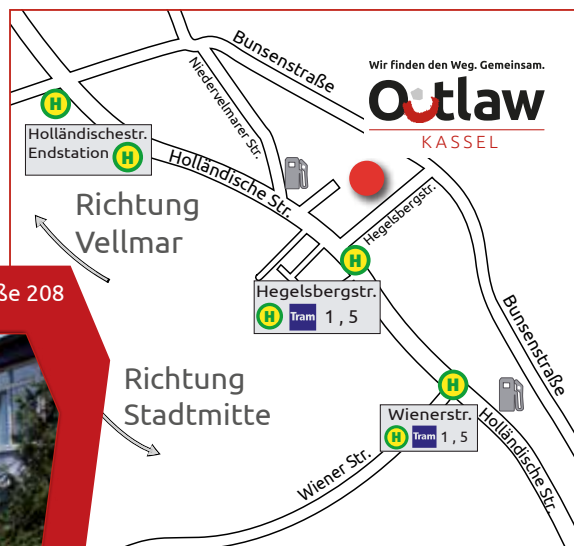 Bunsenstraße
Wir finden den Weg. Gemeinsam.
Outlaw
KASSEL
Niedervelmarer Str.
H
Holländischestr.
Endstation H
Holländische Str.
Richtung
Vellmar
Hegelsbergstr.
H
Hegelsbergstr.
H Tram 1 , 5
ße 208
Bunsenstraße
Richtung
Stadtmitte
H
Wienerstr.
H Tram 1 , 5
Holländische Str.
Wiener Str.